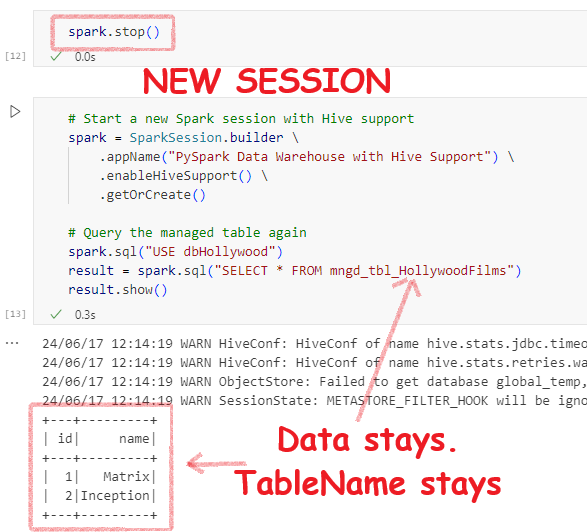 spark.stop()
[12]
✓ 0.0s
NEW SESSION
# Start a new Spark session with Hive support
spark = SparkSession.builder \
.appName("PySpark Data Warehouse with Hive Support") \
.enableHiveSupport() \
.getOrCreate()
# Query the managed table again
spark.sql("USE dbHollywood")
result = spark.sql("SELECT * FROM mngd_tbl_HollywoodFilms")
result.show()
[13]
✓ 0.3s
... 24/06/17 12:14:19 WARN HiveConf: HiveConf of name hive.stats.jdbc.timeo
24/06/17 12:14:19 WARN HiveConf: HiveConf of name hive.stats.retries.wa
24/06/17 12:14:19 WARN ObjectStore: Failed to get database global_temp,
24/06/17 12:14:19 WARN SessionState: METASTORE_FILTER_HOOK will be igno
+---+---------+
| id|     name|
+---+---------+
|  1|   Matrix|
|  2|Inception|
+---+---------+
Data stays.
TableName stays